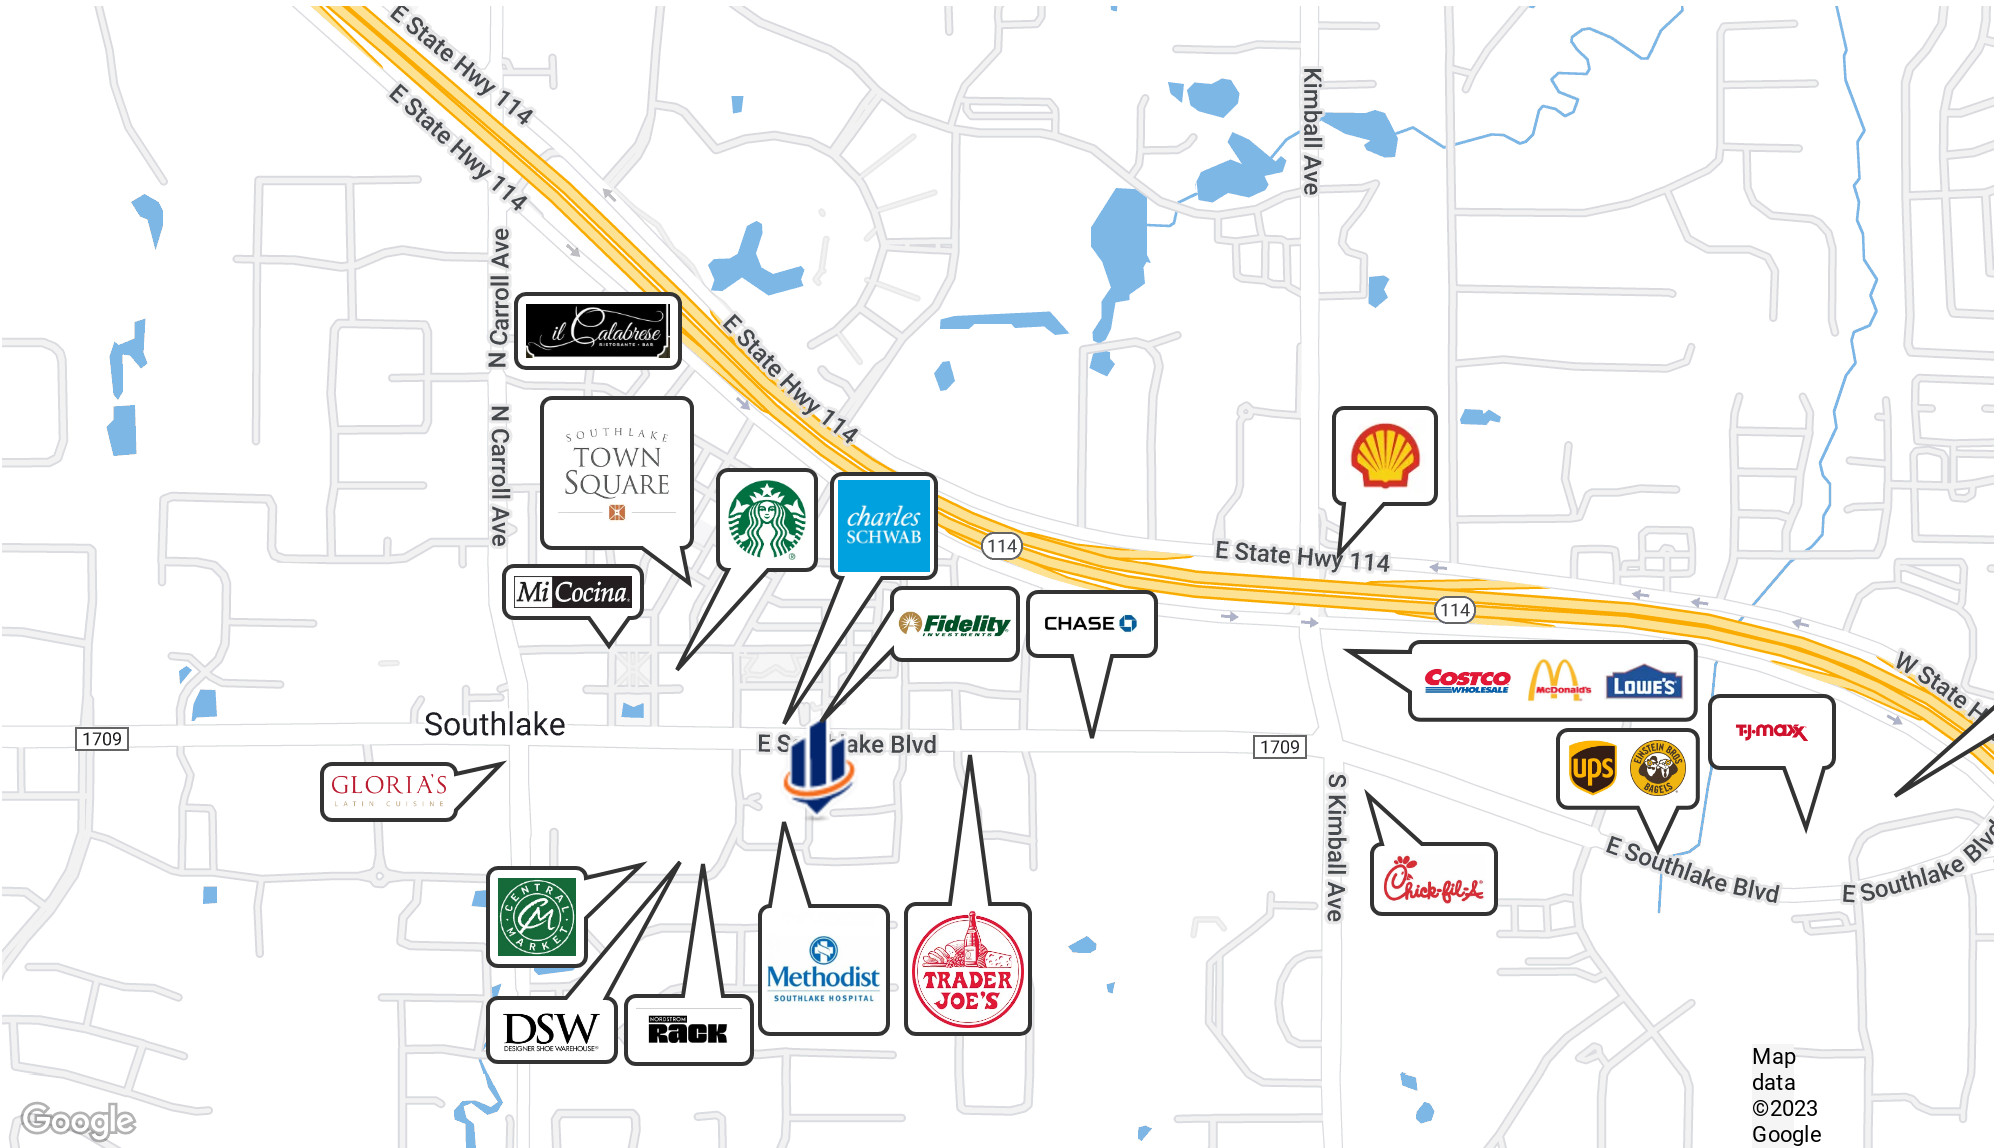 E State Hwy 114
E State Hwy 114
Kimball Ave
N Carroll Ave
il Calabrese
RISTORANTE • BAR
E State Hwy 114
N Carroll Ave
SOUTHLAKE
TOWN
SQUARE
charles
SCHWAB
114
E State Hwy 114
Mi Cocina
Fidelity
INVESTMENTS
CHASE
114
COSTCO
WHOLESALE
McDonald's
LOWE'S
W State H
T•J•maxx
1709
Southlake
E S
ake Blvd
1709
ups
EINSTEIN BROS
BAGELS
GLORIA'S
LATIN CUISINE
S Kimball Ave
E Southlake Blvd
E Southlake Blvd
Chick-fil-A
CENTRAL
CM
MARKET
Methodist
SOUTHLAKE HOSPITAL
TRADER
JOE'S
DSW
DESIGNER SHOE WAREHOUSE
NORDSTROM
RACK
Map
data
©2023
Google
Google